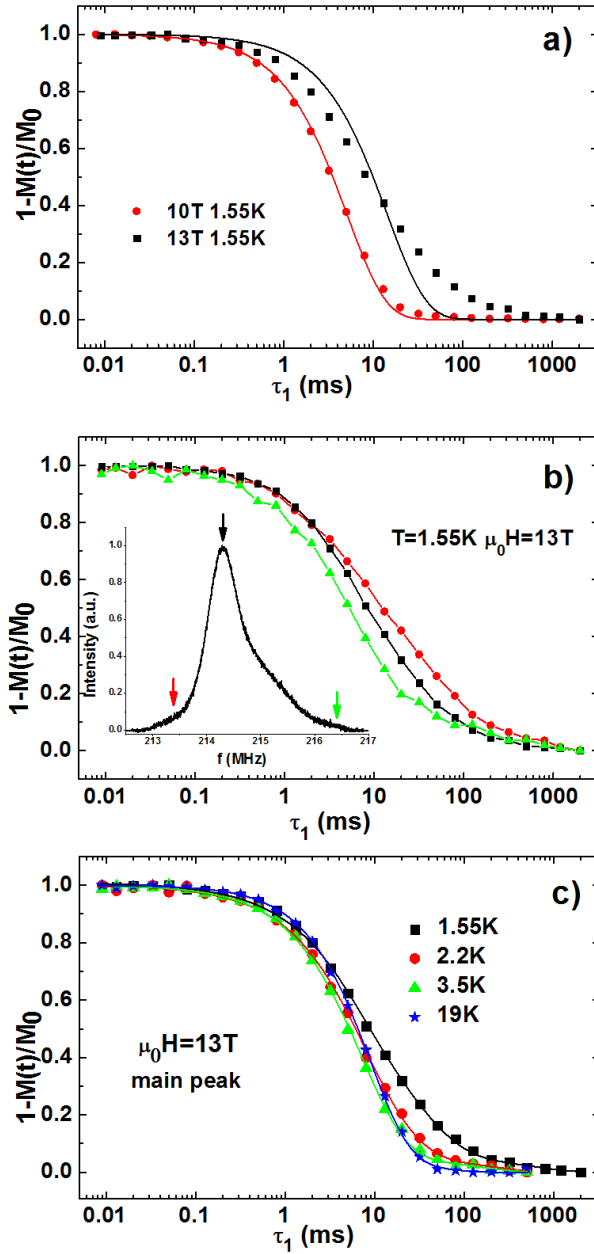 a)
1-M(t)/M₀
1.0
0.8
0.6
0.4
0.2
0.0
10T 1.55K
13T 1.55K
0.01 0.1 1 10 100 1000
τ₁ (ms)
b)
1-M(t)/M₀
1.0
0.8
0.6
0.4
0.2
0.0
T=1.55K μ₀H=13T
Intensity (a.u.)
1.0
0.8
0.6
0.4
0.2
0.0
213 214 215 216 217
f (MHz)
0.01 0.1 1 10 100 1000
τ₁ (ms)
c)
1-M(t)/M₀
1.0
0.8
0.6
0.4
0.2
0.0
1.55K
2.2K
3.5K
19K
μ₀H=13T
main peak
0.01 0.1 1 10 100 1000
τ₁ (ms)